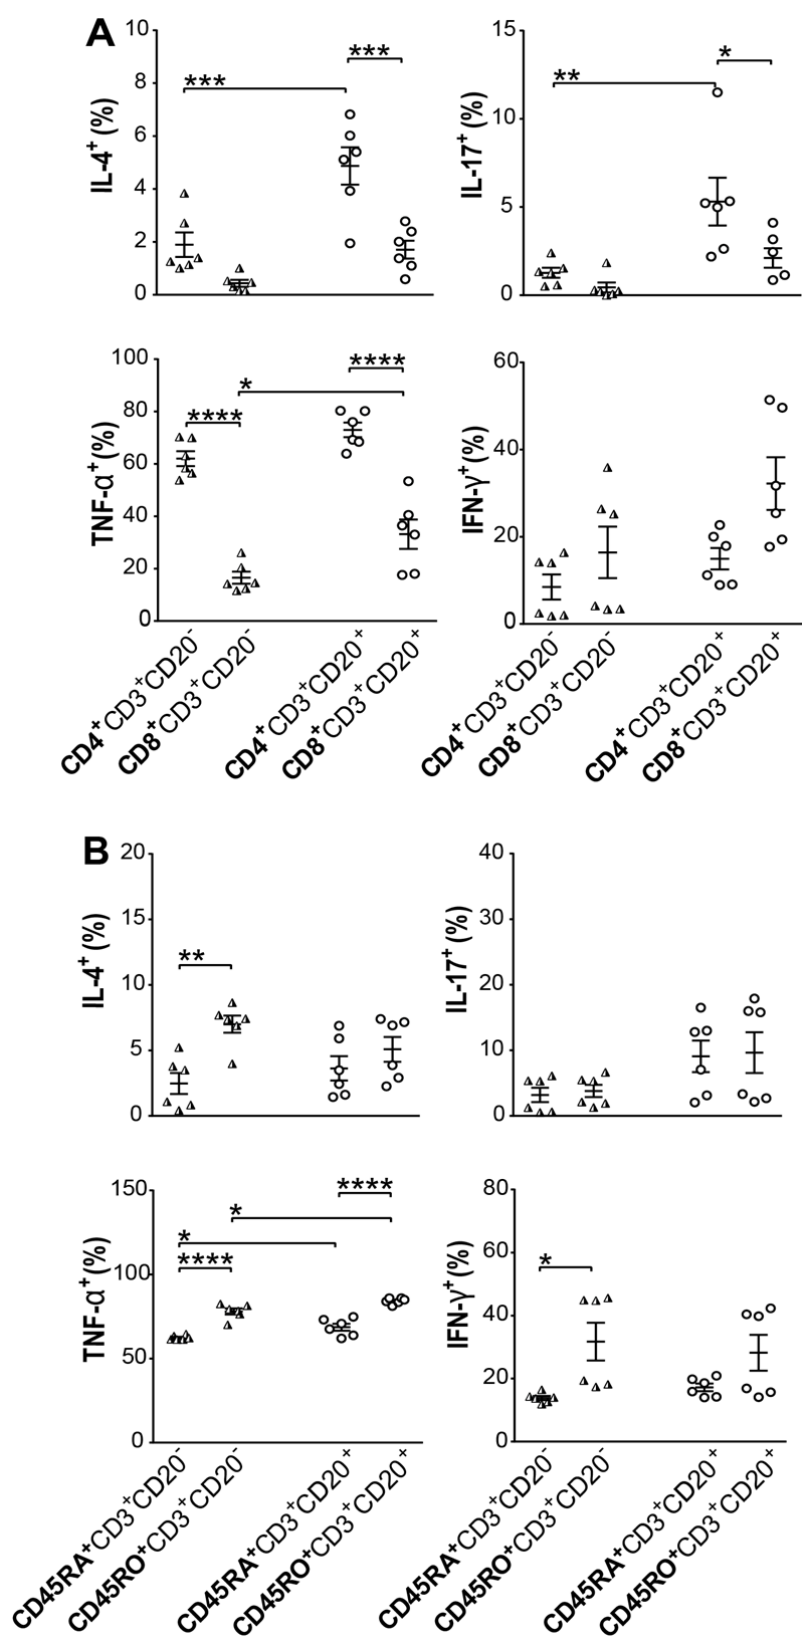 A
IL-4⁺ (%)
10
8
6
4
2
0
***
***
IL-17⁺ (%)
15
10
5
0
**
*
TNF-α⁺ (%)
100
80
60
40
20
0
****
*
****
IFN-γ⁺ (%)
60
40
20
0
CD4⁺CD3⁺CD20⁻
CD8⁺CD3⁺CD20⁻
CD4⁺CD3⁺CD20⁺
CD8⁺CD3⁺CD20⁺
CD4⁺CD3⁺CD20⁻
CD8⁺CD3⁺CD20⁻
CD4⁺CD3⁺CD20⁺
CD8⁺CD3⁺CD20⁺
B
IL-4⁺ (%)
20
15
10
5
0
**
IL-17⁺ (%)
40
30
20
10
0
TNF-α⁺ (%)
150
100
50
0
****
*
*
****
IFN-γ⁺ (%)
80
60
40
20
0
*
CD45RA⁺CD3⁺CD20⁻
CD45RO⁺CD3⁺CD20⁻
CD45RA⁺CD3⁺CD20⁺
CD45RO⁺CD3⁺CD20⁺
CD45RA⁺CD3⁺CD20⁻
CD45RO⁺CD3⁺CD20⁻
CD45RA⁺CD3⁺CD20⁺
CD45RO⁺CD3⁺CD20⁺